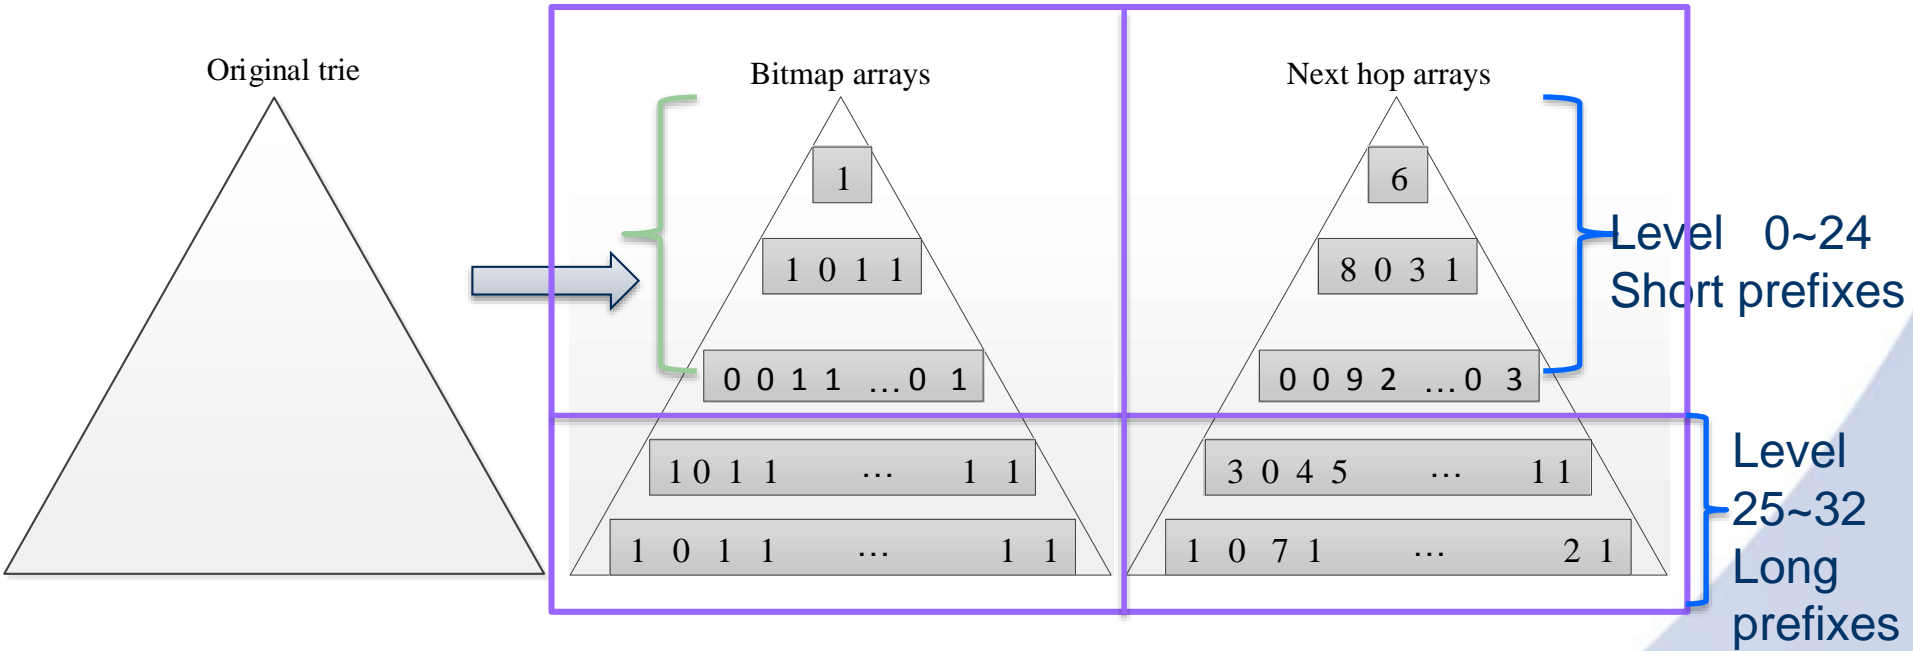 Original trie
Bitmap arrays
Next hop arrays
1
6
1 0 1 1
8 0 3 1
Level 0~24
Short prefixes
0 0 1 1 ...0 1
0 0 9 2 ...0 3
1 0 1 1 ... 1 1
3 0 4 5 ... 1 1
Level
25~32
Long
prefixes
1 0 1 1 ... 1 1
1 0 7 1 ... 2 1